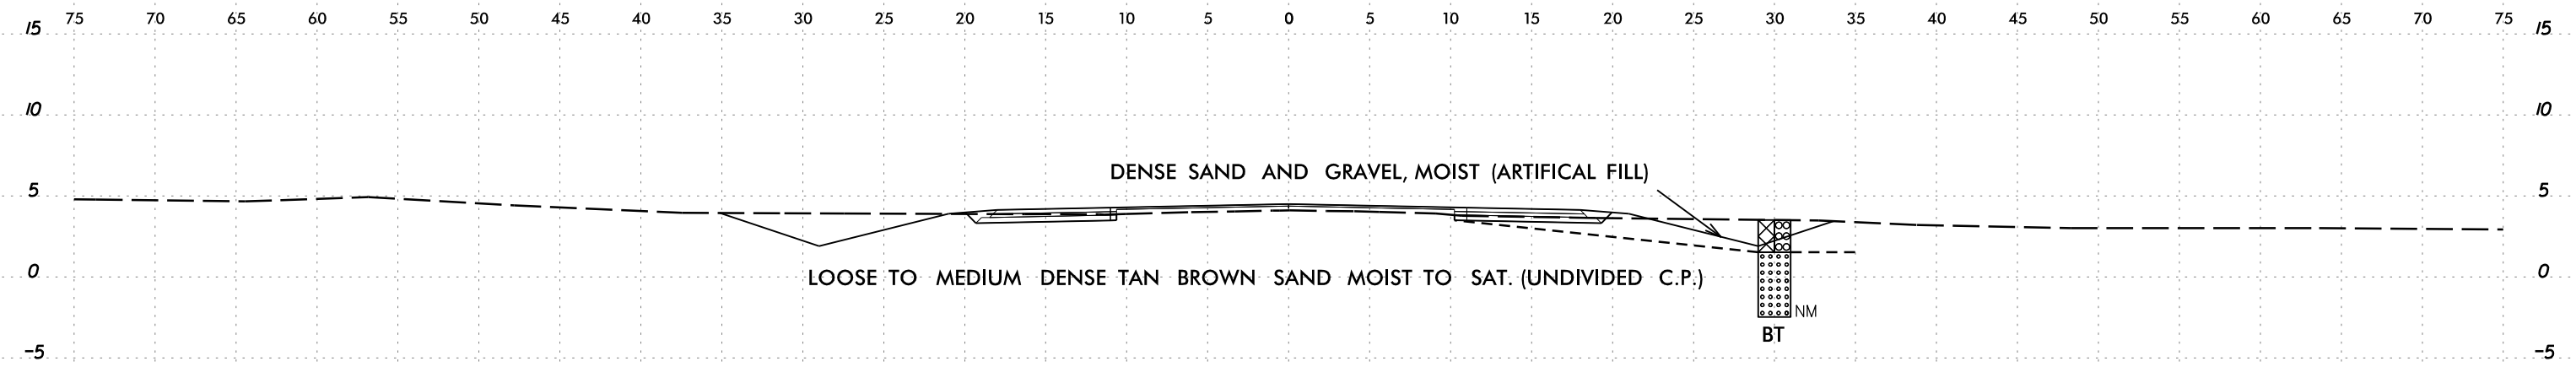 75 70 65 60 55 50 45 40 35 30 25 20 15 10 5 0 5 10 15 20 25 30 35 40 45 50 55 60 65 70 75
15 15
10 10
DENSE SAND AND GRAVEL, MOIST (ARTIFICAL FILL)
5 5
0 LOOSE TO MEDIUM DENSE TAN BROWN SAND MOIST TO SAT. (UNDIVIDED C.P.) 0
NM
BT
-5 -5